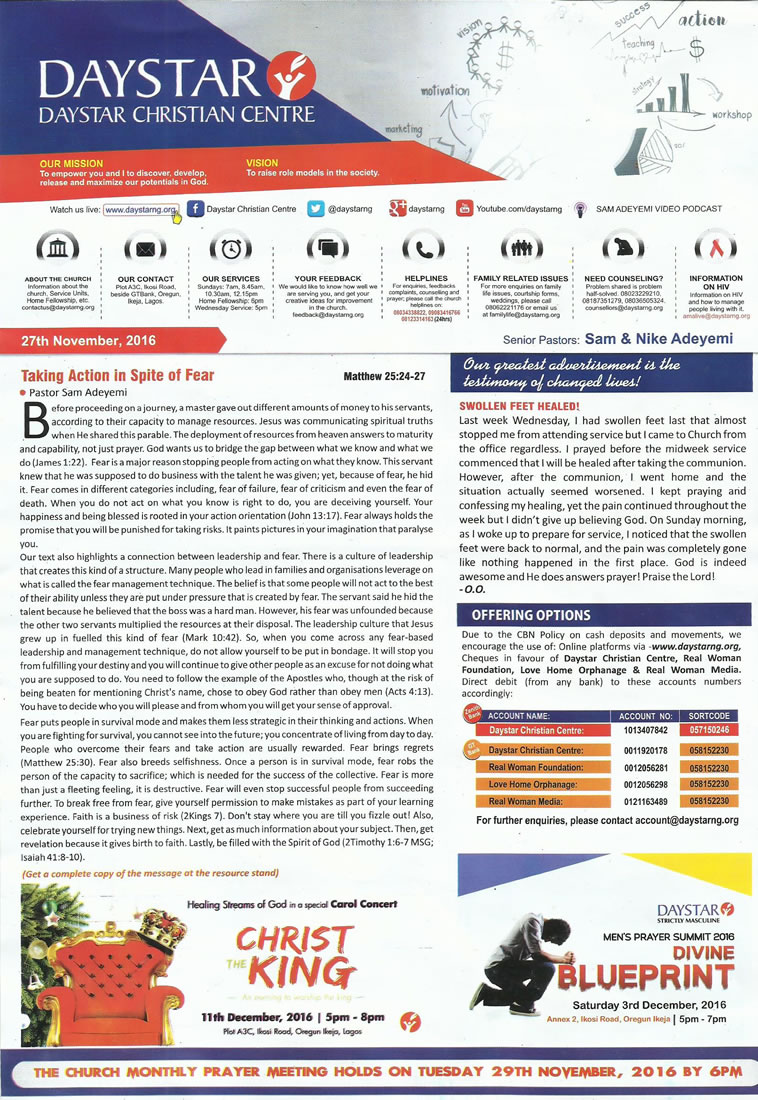 DAYSTAR
DAYSTAR CHRISTIAN CENTRE
vision
success
action
teaching
$
$
motivation
strategy
workshop
marketing
OUR MISSION
To empower you and I to discover, develop,
release and maximize our potentials in God.
VISION
To raise role models in the society.
Watch us live: www.daystarng.org
Daystar Christian Centre
@daystarng
daystarng
Youtube.com/daystarng
SAM ADEYEMI VIDEO PODCAST
ABOUT THE CHURCH
Information about the
church, Service Units,
Home Fellowship, etc.
contactus@daystarng.org
OUR CONTACT
Plot A3C, Ikosi Road,
beside GTBank, Oregun,
Ikeja, Lagos.
OUR SERVICES
Sundays: 7am, 8.45am,
10.30am, 12.15pm
Home Fellowship: 6pm
Wednesday Service: 5pm
YOUR FEEDBACK
We would like to know how well we
are serving you, and get your
creative ideas for improvement
in the church.
feedback@daystarng.org
HELPLINES
For enquiries, feedbacks
complaints, counselling and
prayer; please call the church
helplines on:
08034338822, 09083416766
08123314163 (24hrs)
FAMILY RELATED ISSUES
For more enquiries on family
life issues, courtship forms,
weddings, please call
08062221176 or email us
at familylife@daystarng.org
NEED COUNSELING?
Problem shared is problem
half-solved. 08023229210,
08187351279, 08036505324.
counsellors@daystarng.org
INFORMATION
ON HIV
Information on HIV
and how to manage
people living with it.
amalive@daystarng.org
27th November, 2016
Senior Pastors: Sam & Nike Adeyemi
Taking Action in Spite of Fear
Matthew 25:24-27
Pastor Sam Adeyemi
Before proceeding on a journey, a master gave out different amounts of money to his servants,
according to their capacity to manage resources. Jesus was communicating spiritual truths
when He shared this parable. The deployment of resources from heaven answers to maturity
and capability, not just prayer. God wants us to bridge the gap between what we know and what we
do (James 1:22). Fear is a major reason stopping people from acting on what they know. This servant
knew that he was supposed to do business with the talent he was given; yet, because of fear, he hid
it. Fear comes in different categories including, fear of failure, fear of criticism and even the fear of
death. When you do not act on what you know is right to do, you are deceiving yourself. Your
happiness and being blessed is rooted in your action orientation (John 13:17). Fear always holds the
promise that you will be punished for taking risks. It paints pictures in your imagination that paralyse
you.
Our text also highlights a connection between leadership and fear. There is a culture of leadership
that creates this kind of a structure. Many people who lead in families and organisations leverage on
what is called the fear management technique. The belief is that some people will not act to the best
of their ability unless they are put under pressure that is created by fear. The servant said he hid the
talent because he believed that the boss was a hard man. However, his fear was unfounded because
the other two servants multiplied the resources at their disposal. The leadership culture that Jesus
grew up in fuelled this kind of fear (Mark 10:42). So, when you come across any fear-based
leadership and management technique, do not allow yourself to be put in bondage. It will stop you
from fulfilling your destiny and you will continue to give other people as an excuse for not doing what
you are supposed to do. You need to follow the example of the Apostles who, though at the risk of
being beaten for mentioning Christ's name, chose to obey God rather than obey men (Acts 4:13).
You have to decide who you will please and from whom you will get your sense of approval.
Fear puts people in survival mode and makes them less strategic in their thinking and actions. When
you are fighting for survival, you cannot see into the future; you concentrate of living from day to day.
People who overcome their fears and take action are usually rewarded. Fear brings regrets
(Matthew 25:30). Fear also breeds selfishness. Once a person is in survival mode, fear robs the
person of the capacity to sacrifice; which is needed for the success of the collective. Fear is more
than just a fleeting feeling, it is destructive. Fear will even stop successful people from succeeding
further. To break free from fear, give yourself permission to make mistakes as part of your learning
experience. Faith is a business of risk (2Kings 7). Don't stay where you are till you fizzle out! Also,
celebrate yourself for trying new things. Next, get as much information about your subject. Then, get
revelation because it gives birth to faith. Lastly, be filled with the Spirit of God (2Timothy 1:6-7 MSG;
Isaiah 41:8-10).
(Get a complete copy of the message at the resource stand)
Our greatest advertisement is the
testimony of changed lives!
SWOLLEN FEET HEALED!
Last week Wednesday, I had swollen feet last that almost
stopped me from attending service but I came to Church from
the office regardless. I prayed before the midweek service
commenced that I will be healed after taking the communion.
However, after the communion, I went home and the
situation actually seemed worsened. I kept praying and
confessing my healing, yet the pain continued throughout the
week but I didn't give up believing God. On Sunday morning,
as I woke up to prepare for service, I noticed that the swollen
feet were back to normal, and the pain was completely gone
like nothing happened in the first place. God is indeed
awesome and He does answers prayer! Praise the Lord!
- O.O.
OFFERING OPTIONS
Due to the CBN Policy on cash deposits and movements, we
encourage the use of: Online platforms via -www.daystarng.org,
Cheques in favour of Daystar Christian Centre, Real Woman
Foundation, Love Home Orphanage & Real Woman Media.
Direct debit (from any bank) to these accounts numbers
accordingly:
Zenith Bank
ACCOUNT NAME: ACCOUNT NO: SORTCODE
Daystar Christian Centre: 1013407842 057150246
GT Bank
Daystar Christian Centre: 0011920178 058152230
Real Woman Foundation: 0012056281 058152230
Love Home Orphanage: 0012056298 058152230
Real Woman Media: 0121163489 058152230
For further enquiries, please contact account@daystarng.org
Healing Streams of God in a special Carol Concert
CHRIST
THE KING
An evening to worship the king
11th December, 2016 | 5pm - 8pm
Plot A3C, Ikosi Road, Oregun Ikeja, Lagos
DAYSTAR
STRICTLY MASCULINE
MEN'S PRAYER SUMMIT 2016
DIVINE
BLUEPRINT
Saturday 3rd December, 2016
Annex 2, Ikosi Road, Oregun Ikeja | 5pm - 7pm
THE CHURCH MONTHLY PRAYER MEETING HOLDS ON TUESDAY 29TH NOVEMBER, 2016 BY 6PM